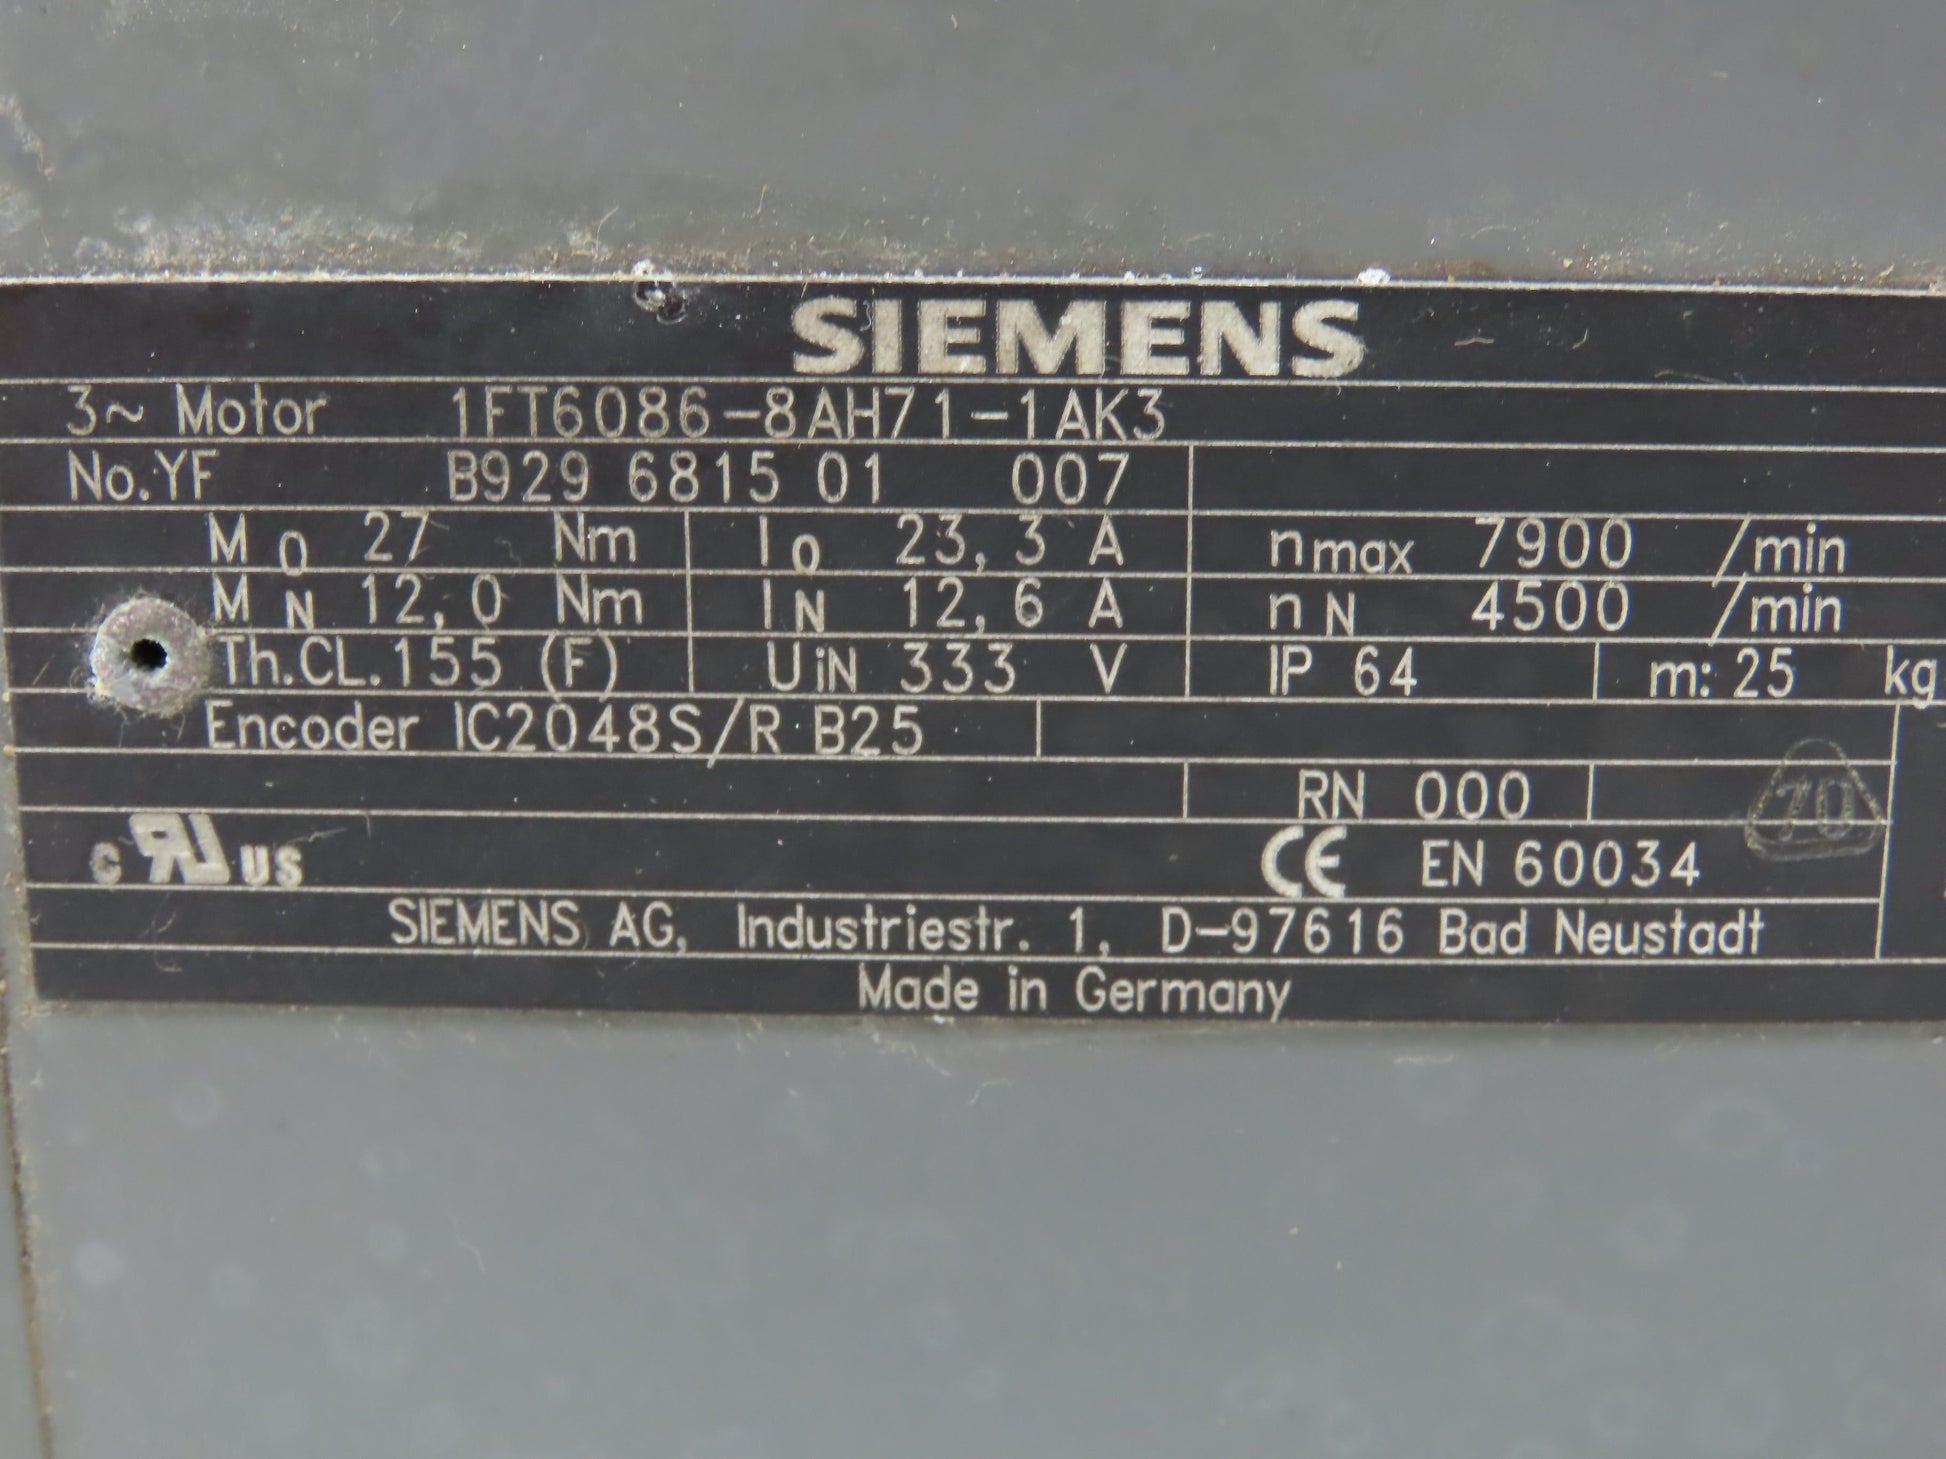 SIEMENS
3~ Motor 1FT6086-8AH71-1AK3
No.YF B929 6815 01 007
M0 27 Nm I0 23,3 A nmax 7900 /min
MN 12,0 Nm IN 12,6 A nN 4500 /min
Th.CL.155 (F) UiN 333 V IP 64 m: 25 kg
Encoder IC2048S/R B25
RN 000 70
c RU US CE EN 60034
SIEMENS AG, Industriestr. 1, D-97616 Bad Neustadt
Made in Germany